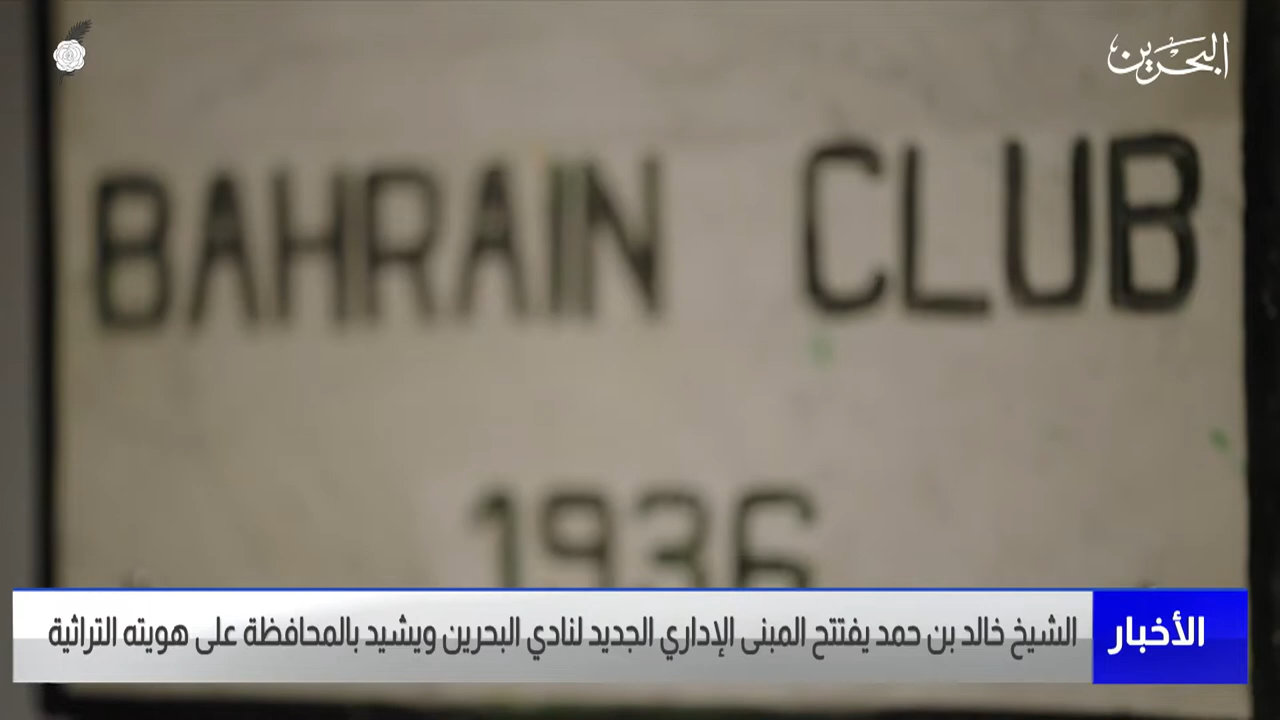 البحرين
BAHRAIN CLUB
1936
الأخبار
الشيخ خالد بن حمد يفتتح المبنى الإداري الجديد لنادي البحرين ويشيد بالمحافظة على هويته التراثية